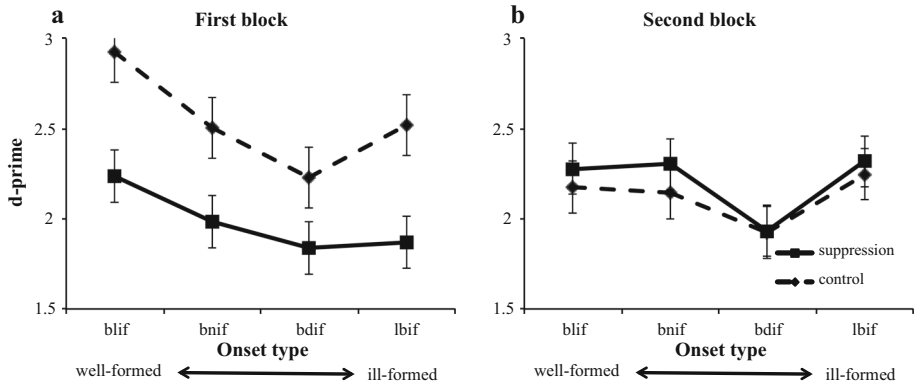 a
First block
3
2.5
2
1.5
d-prime
blif bnif bdif lbif
Onset type
well-formed ill-formed
b
Second block
3
2.5
2
1.5
suppression
control
blif bnif bdif lbif
Onset type
well-formed ill-formed